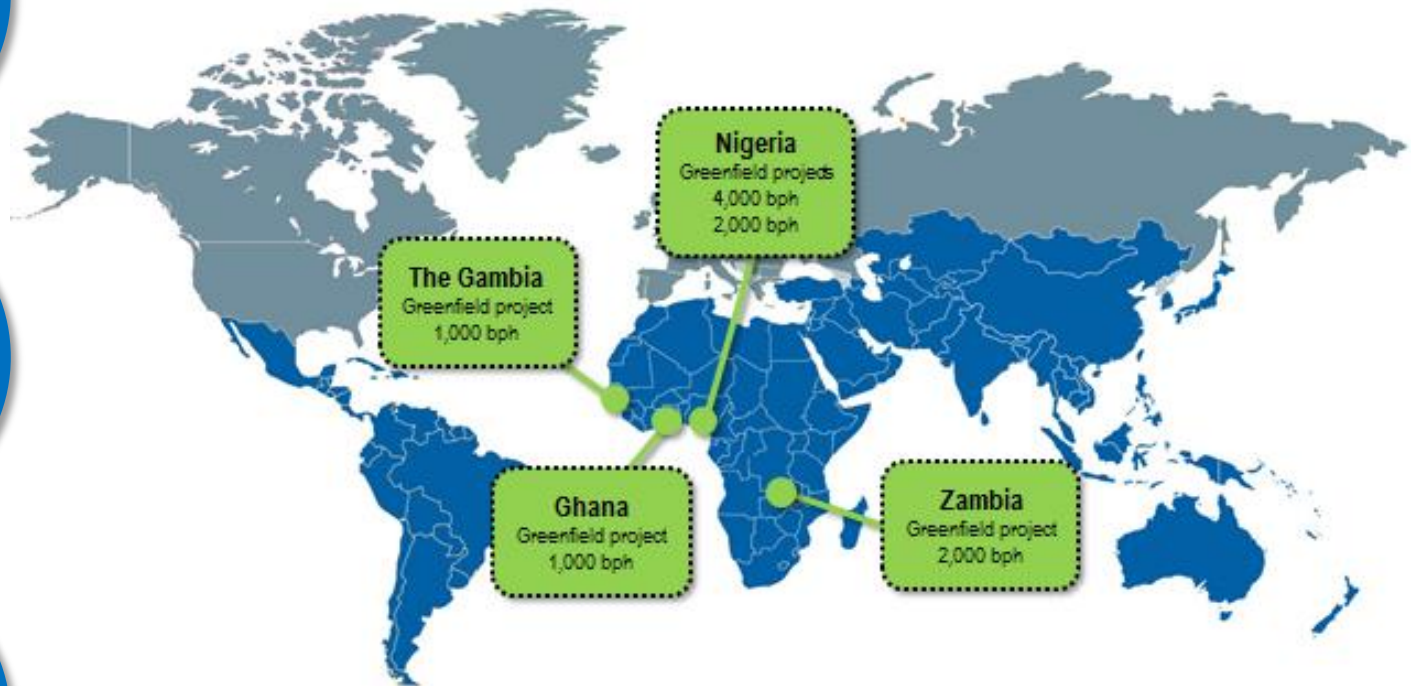 Nigeria
Greenfield projects
4,000 bph
2,000 bph
The Gambia
Greenfield project
1,000 bph
Ghana
Greenfield project
1,000 bph
Zambia
Greenfield project
2,000 bph